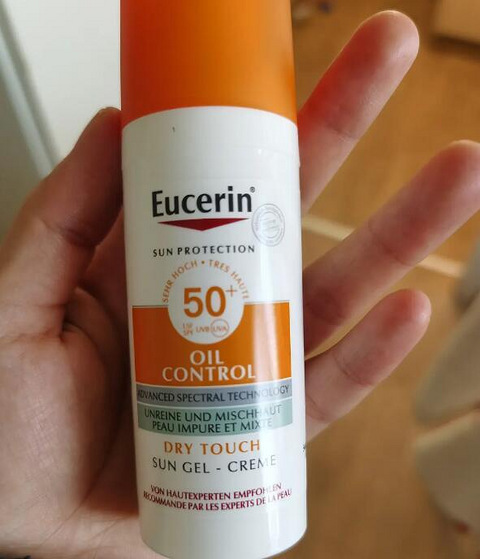 Eucerin®
SUN PROTECTION
SEHR HOCH • TRES HAUTE
50+
LSF
SPF UVB UVA
OIL
CONTROL
ADVANCED SPECTRAL TECHNOLOGY
UNREINE UND MISCHHAUT
PEAU IMPURE ET MIXTE
DRY TOUCH
SUN GEL - CREME
VON HAUTEXPERTEN EMPFOHLEN
RECOMMANDÉ PAR LES EXPERTS DE LA PEAU